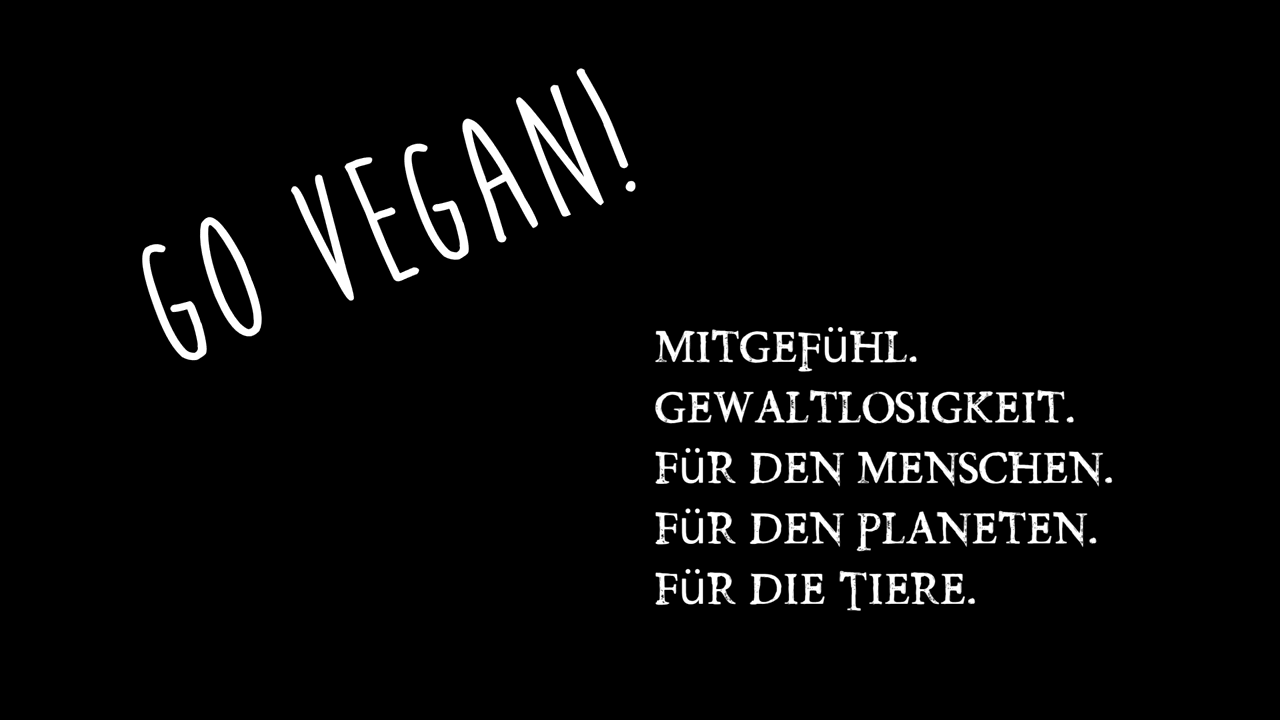 GO VEGAN!
MITGEFÜHL.
GEWALTLOSIGKEIT.
FÜR DEN MENSCHEN.
FÜR DEN PLANETEN.
FÜR DIE TIERE.